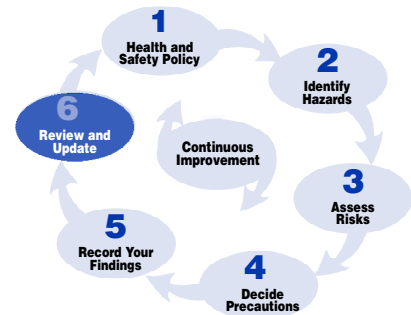 1
Health and
Safety Policy
2
Identify
Hazards
3
Assess
Risks
4
Decide
Precautions
5
Record Your
Findings
6
Review and
Update
Continuous
Improvement